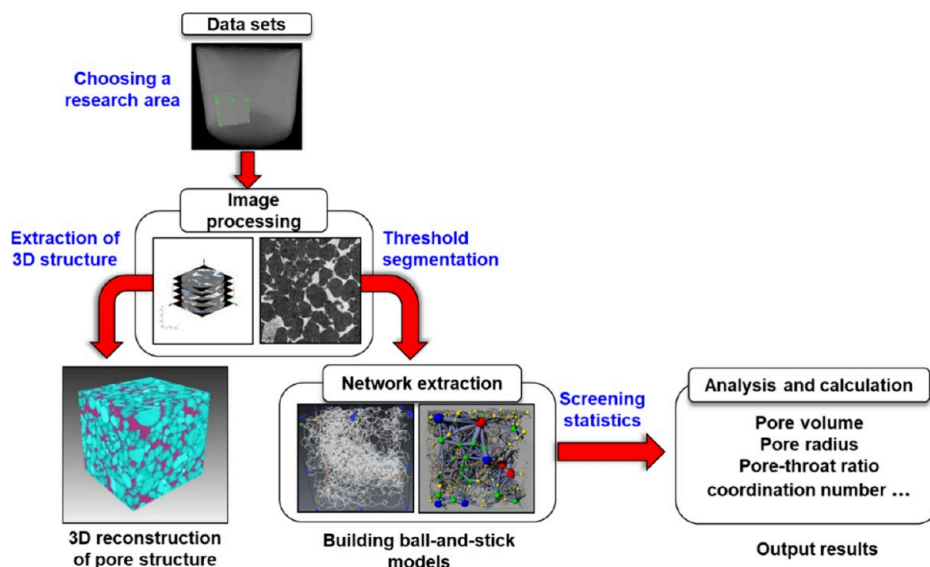 Data sets
Choosing a
research area
Image
processing
Extraction of
3D structure
Threshold
segmentation
Network extraction
Screening
statistics
Analysis and calculation
Pore volume
Pore radius
Pore-throat ratio
coordination number ...
3D reconstruction
of pore structure
Building ball-and-stick
models
Output results